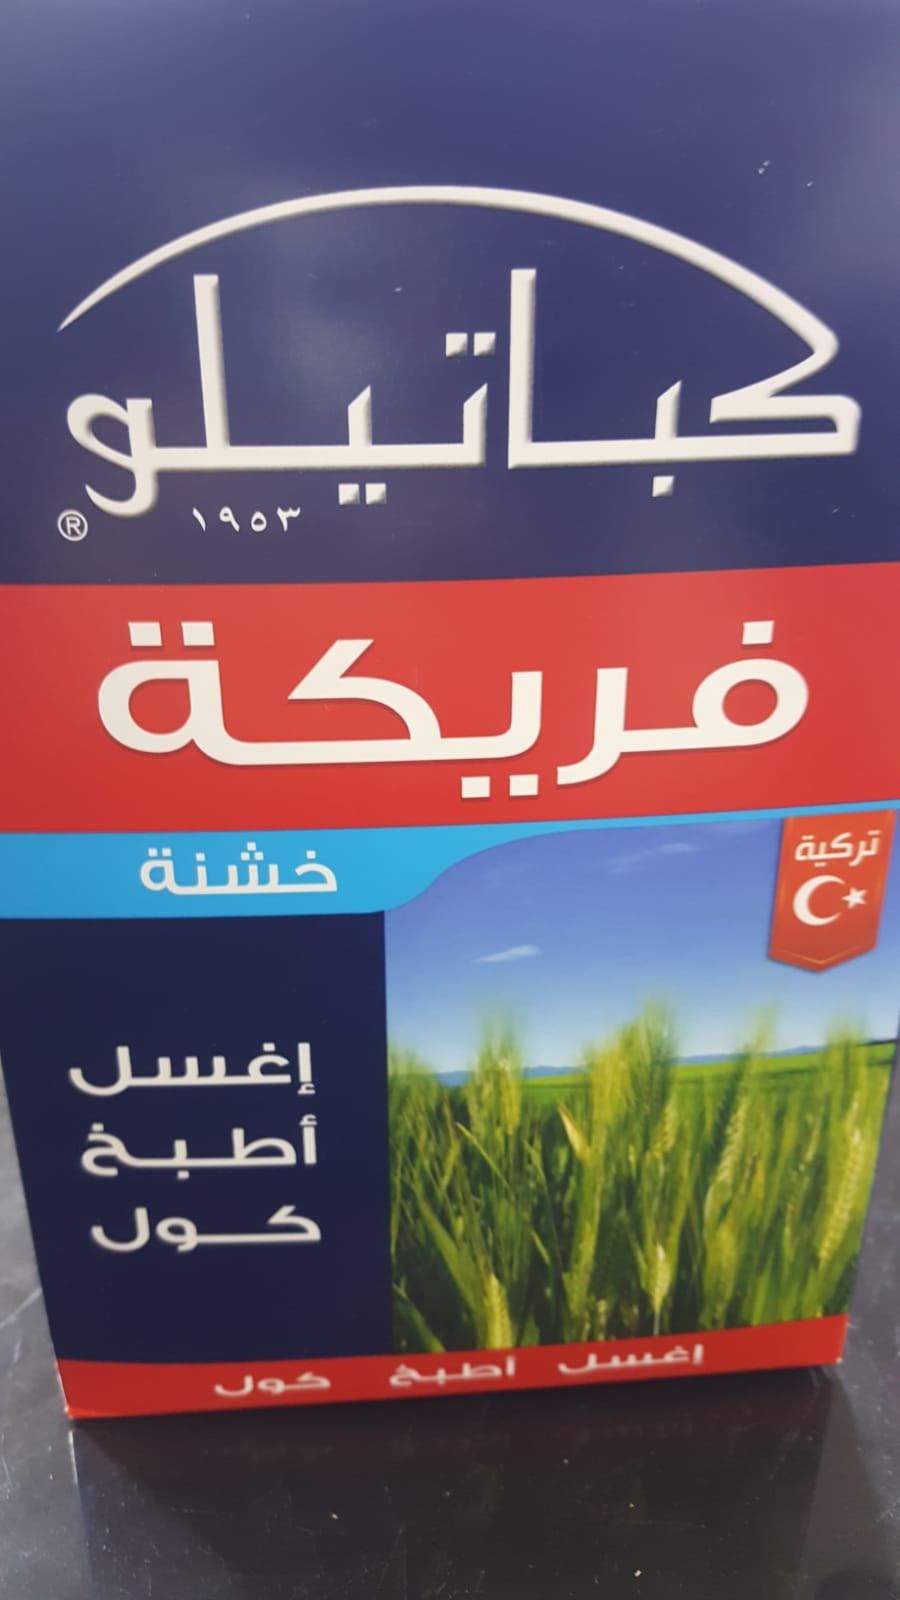 كباتيلو
١٩٥٣
®
فريكة
خشنة
تركية
إغسل
أطبخ
كول
إغسل أطبخ كول